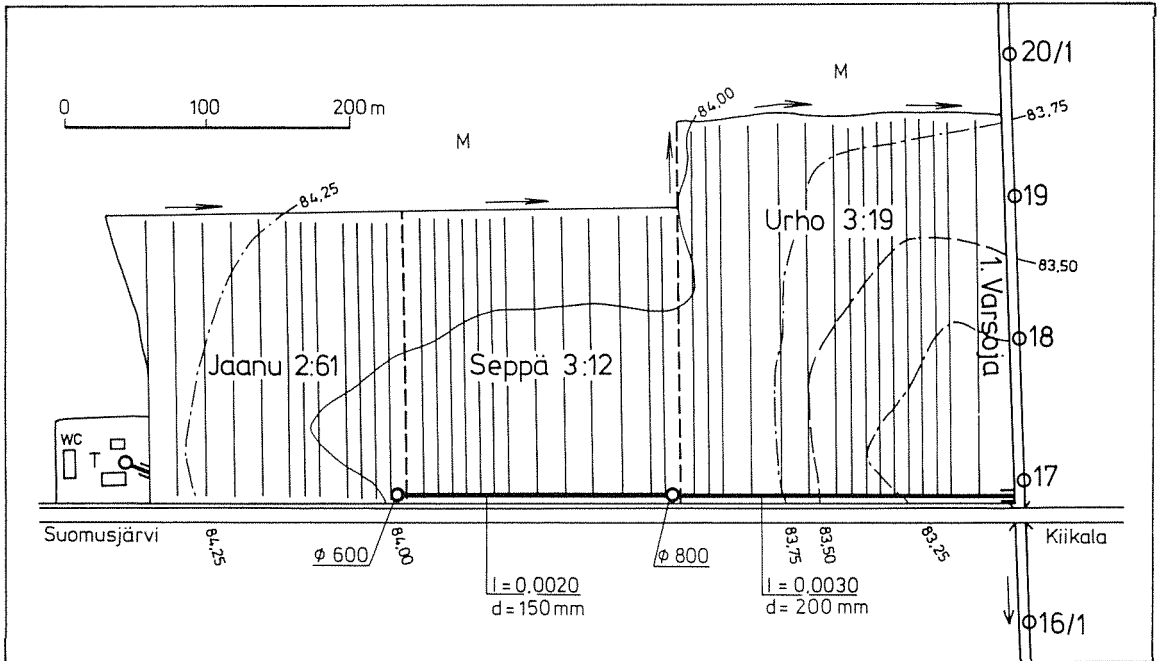 20/1
M
84,00
0 100 200 m
83,75
M
84,25
19
Urho 3:19
83,50
1. Varsoja
18
Jaanu 2:61
Seppä 3:12
WC
T
17
Suomusjärvi
84,25
φ 600
84,00
φ 800
83,75
83,50
83,25
Kiikala
I = 0,0020
d = 150 mm
I = 0,0030
d = 200 mm
16/1